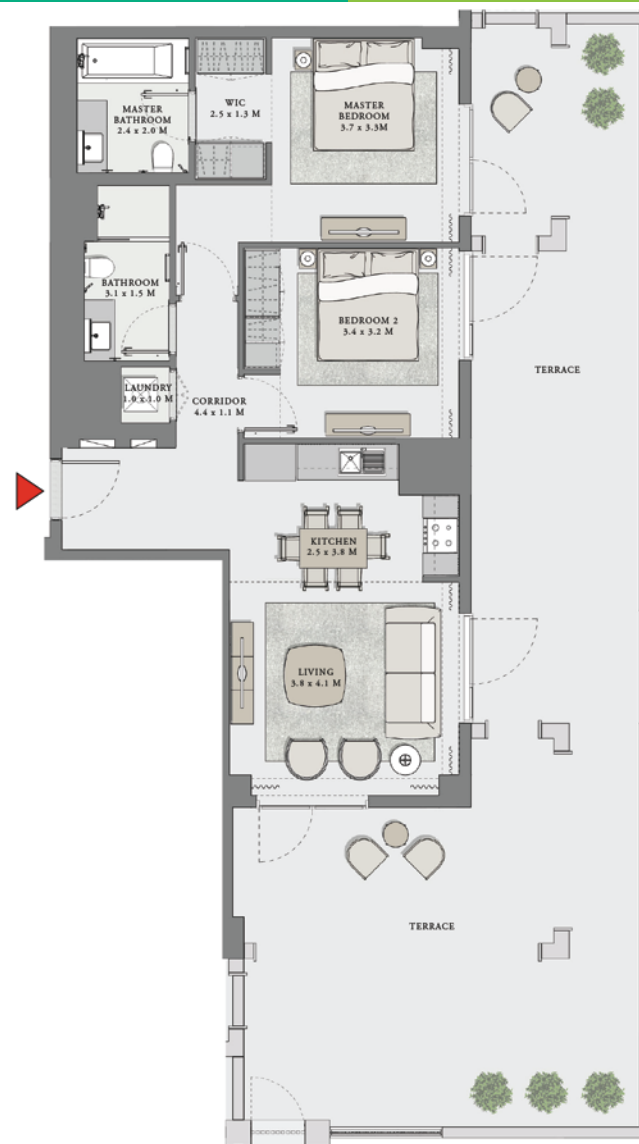 MASTER
BATHROOM
2.4 x 2.0 M
WIC
2.5 x 1.3 M
MASTER
BEDROOM
3.7 x 3.3M
BATHROOM
3.1 x 1.5 M
BEDROOM 2
3.4 x 3.2 M
TERRACE
LAUNDRY
1.0 x 1.0 M
CORRIDOR
4.4 x 1.1 M
KITCHEN
2.5 x 3.8 M
LIVING
3.8 x 4.1 M
TERRACE